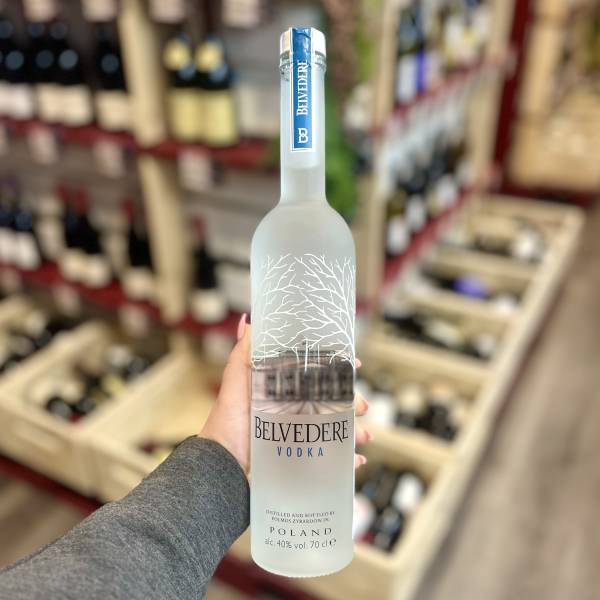 BELVEDERE
B
BELVEDERE
VODKA
DISTILLED AND BOTTLED BY
POLMOS ŻYRARDÓW IN
POLAND
alc. 40% vol. 70 cl ℮